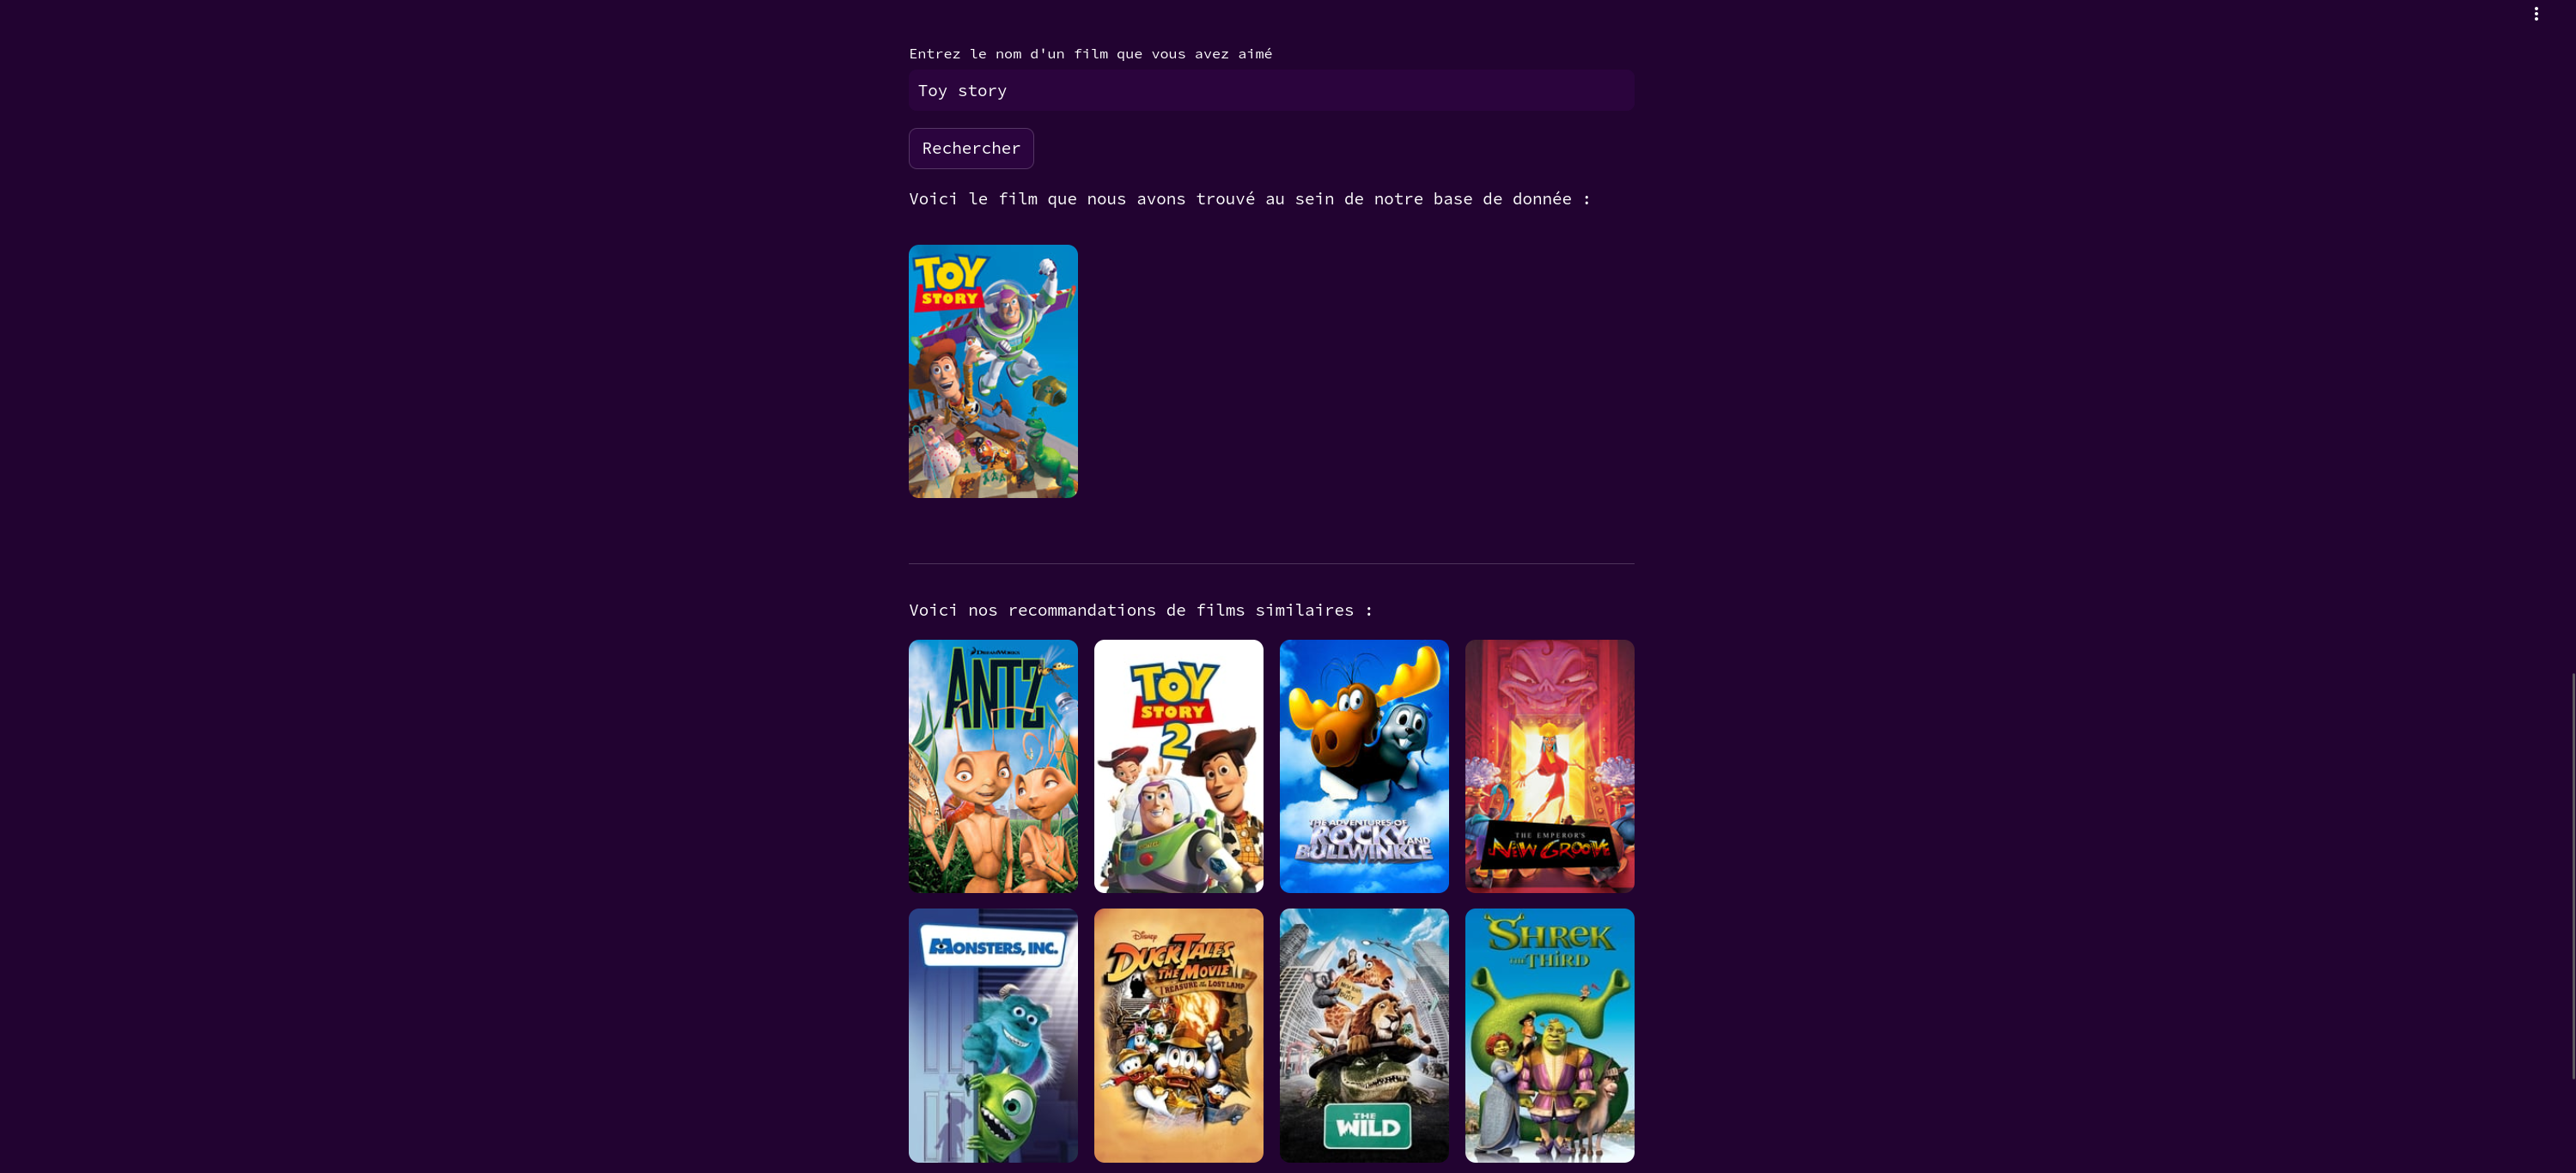 Entrez le nom d'un film que vous avez aimé
Toy story
Rechercher
Voici le film que nous avons trouvé au sein de notre base de donnée :
TOY
STORY
Voici nos recommandations de films similaires :
DREAMWORKS
ANTZ
TOY
STORY
2
THE ADVENTURES OF
ROCKY AND
BULLWINKLE
THE EMPEROR'S
NEW GROOVE
MONSTERS, INC.
Disney
DUCKTALES
THE MOVIE
TREASURE OF THE LOST LAMP
THE
WILD
SHREK
THE THIRD